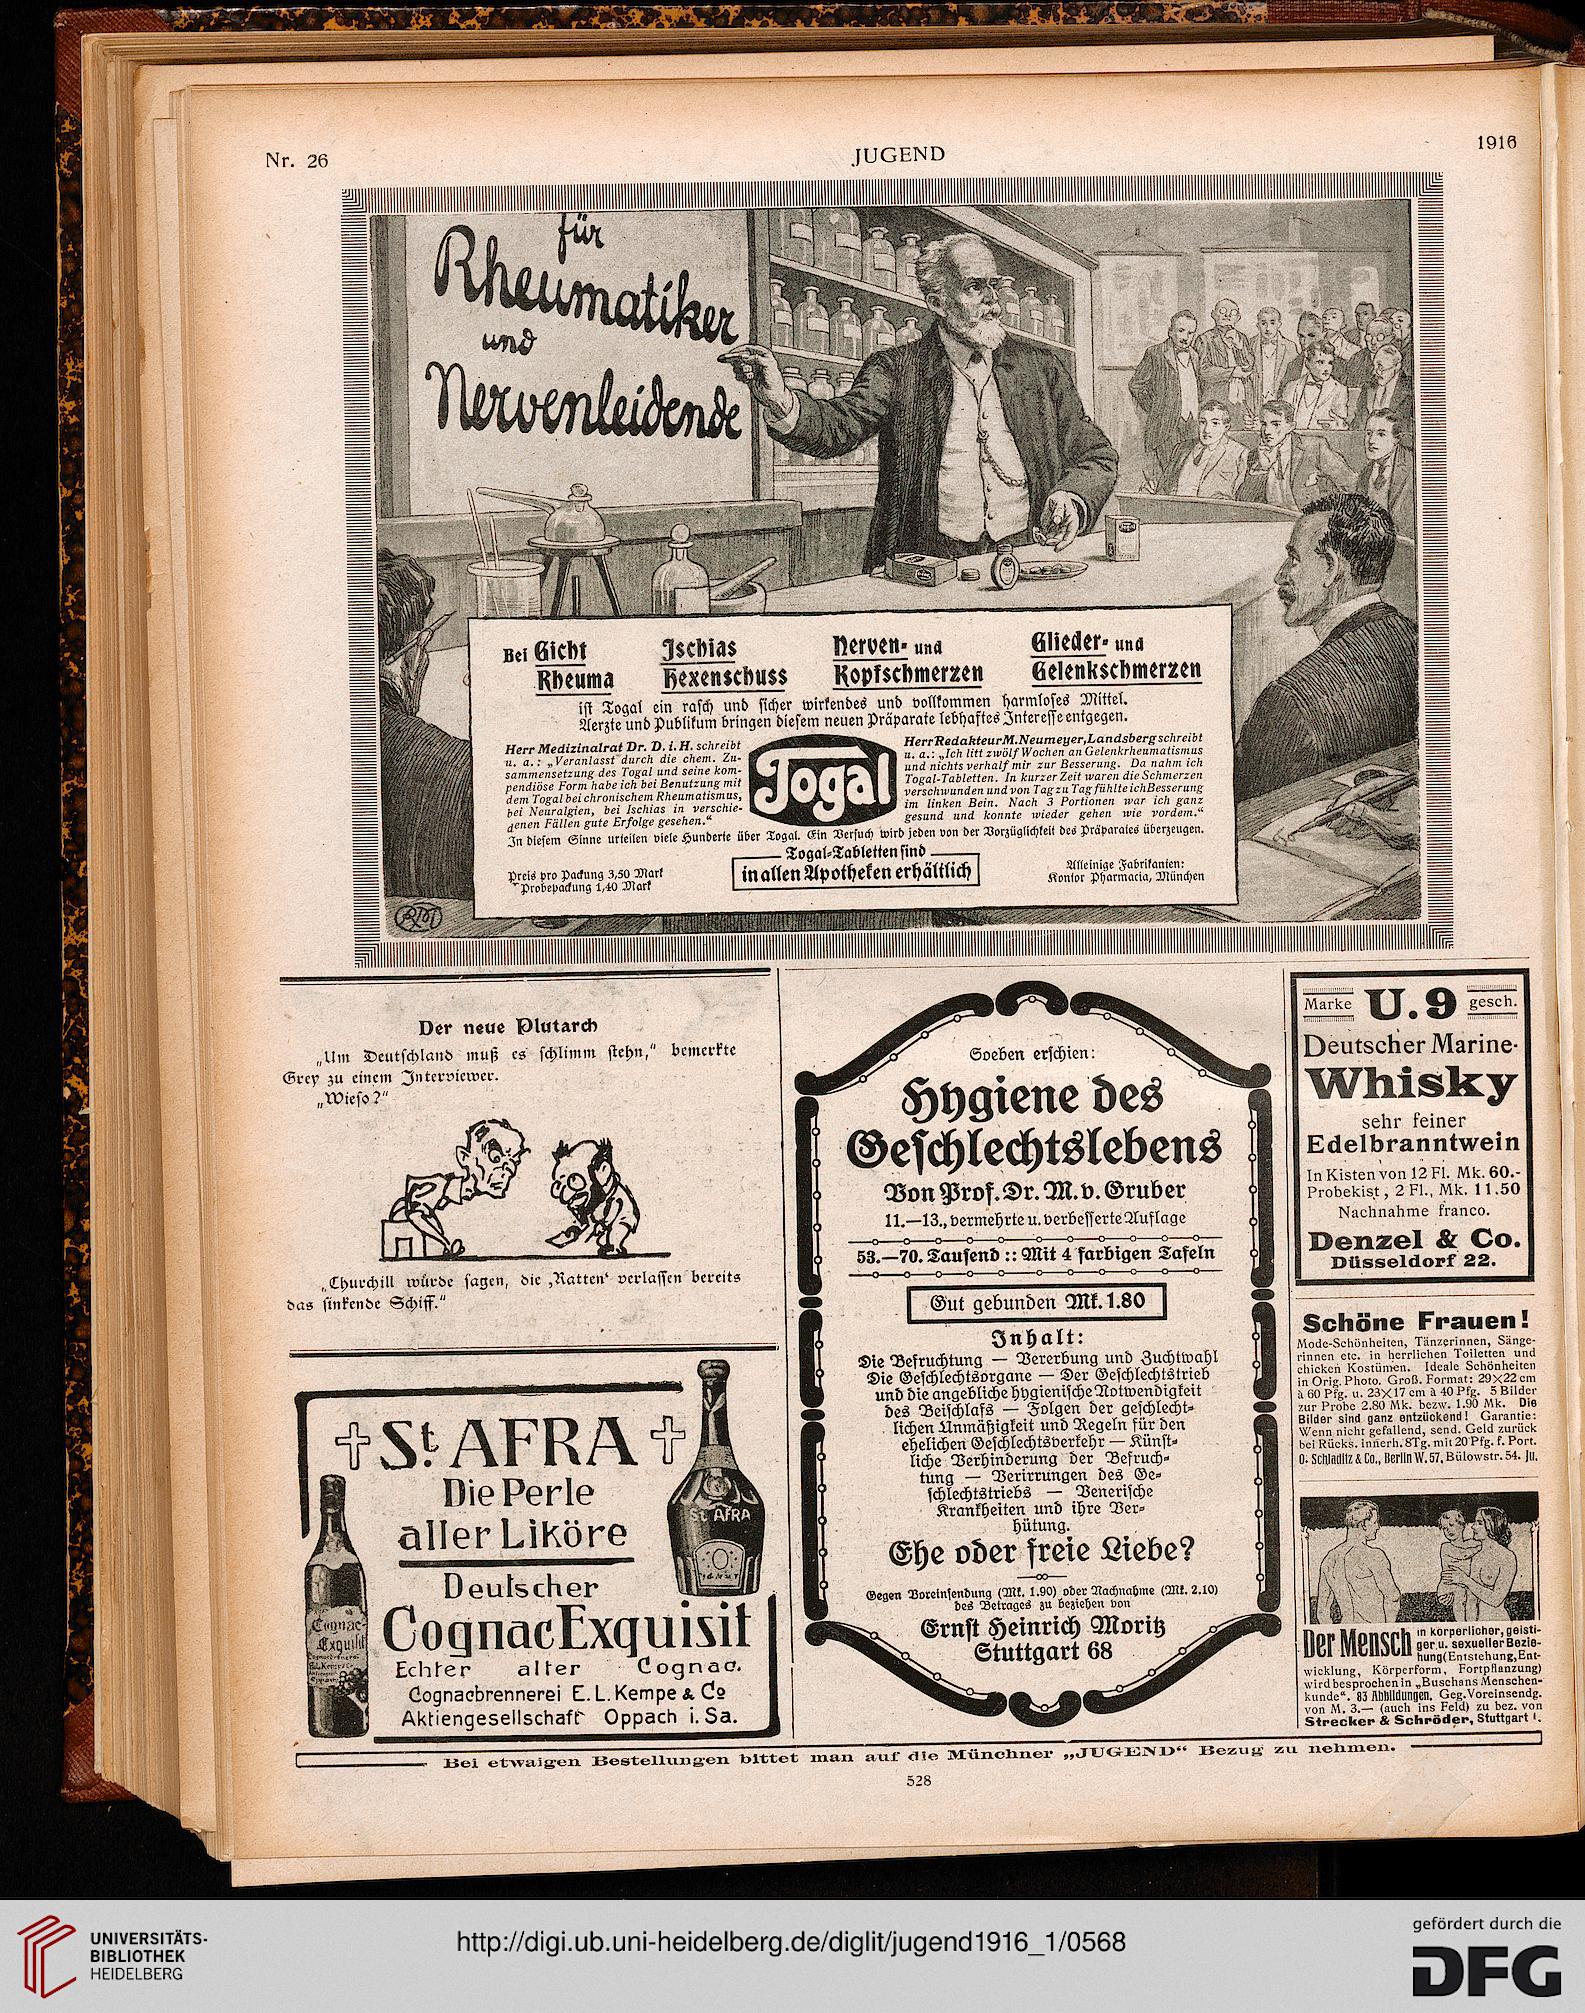 Nr. 26
JUGEND
1916
für
Rheumatiker
und
Nervenleidende
Bei Gicht
Rheuma
Ischias
Hexenschuss
Nerven- und
Kopfschmerzen
Glieder- und
Gelenkschmerzen
ist Togal ein rasch und sicher wirkendes und vollkommen harmloses Mittel.
Aerzte und Publikum bringen diesem neuen Präparate lebhaftes Interesse entgegen.
Herr Medizinalrat Dr. D. i. H. schreibt
u. a.: „Veranlasst durch die chem. Zu-
sammensetzung des Togal und seine kom-
pendiöse Form habe ich bei Benutzung mit
dem Togal bei chronischem Rheumatismus,
bei Neuralgien, bei Ischias in verschie-
denen Fällen gute Erfolge gesehen.“
Togal
Herr Redakteur M. Neumeyer, Landsberg schreibt
u. a.: „Ich litt zwölf Wochen an Gelenkrheumatismus
und nichts verhalf mir zur Besserung. Da nahm ich
Togal-Tabletten. In kurzer Zeit waren die Schmerzen
verschwunden und von Tag zu Tag fühlte ich Besserung
im linken Bein. Nach 3 Portionen war ich ganz
gesund und konnte wieder gehen wie vordem.“
In diesem Sinne urteilen viele Hunderte über Togal. Ein Versuch wird jeden von der Vorzüglichkeit des Präparates überzeugen.
Preis pro Packung 3,50 Mark
Probepackung 1,40 Mark
Togal-Tabletten sind
in allen Apotheken erhältlich
Alleinige Fabrikanten:
Kontor Pharmacia, München
Der neue Plutarch
„Um Deutschland muß es schlimm stehn,“ bemerkte
Grey zu einem Interviewer.
„Wieso?“
„Churchill würde sagen, die ‚Ratten‘ verlassen bereits
das sinkende Schiff.“
St. AFRA
Die Perle
aller Liköre
St. AFRA
Deutscher
Cognac Exquisit
Cognac-
Exquisit
Echter alter Cognac.
Cognacbrennerei E. L. Kempe & Co
Aktiengesellschaft Oppach i. Sa.
Soeben erschien:
Hygiene des
Geschlechtslebens
Von Prof. Dr. M. v. Gruber
11.—13., vermehrte u. verbesserte Auflage
53.—70. Tausend :: Mit 4 farbigen Tafeln
Gut gebunden Mk. 1.80
Inhalt:
Die Befruchtung — Vererbung und Zuchtwahl
Die Geschlechtsorgane — Der Geschlechtstrieb
und die angebliche hygienische Notwendigkeit
des Beischlafs — Folgen der geschlecht-
lichen Unmäßigkeit und Regeln für den
ehelichen Geschlechtsverkehr — Künst-
liche Verhinderung der Befruch-
tung — Verirrungen des Ge-
schlechtstriebs — Venerische
Krankheiten und ihre Ver-
hütung.
Ehe oder freie Liebe?
Gegen Voreinsendung (Mk. 1.90) oder Nachnahme (Mk. 2.10)
des Betrages zu beziehen von
Ernst Heinrich Moritz
Stuttgart 68
Marke U. 9 gesch.
Deutscher Marine-
Whisky
sehr feiner
Edelbranntwein
In Kisten von 12 Fl. Mk. 60.-
Probekist, 2 Fl., Mk. 11.50
Nachnahme franco.
Denzel & Co.
Düsseldorf 22.
Schöne Frauen!
Mode-Schönheiten, Tänzerinnen, Sänge-
rinnen etc. in herrlichen Toiletten und
chicken Kostümen. Ideale Schönheiten
in Orig. Photo. Groß. Format: 29×22 cm
à 60 Pfg. u. 23×17 cm à 40 Pfg. 5 Bilder
zur Probe 2.80 Mk. bezw. 1.90 Mk. Die
Bilder sind ganz entzückend! Garantie:
Wenn nicht gefallend, send. Geld zurück
bei Rücks. innerh. 8 Tg. mit 20 Pfg. f. Port.
O. Schladitz & Co., Berlin W. 57, Bülowstr. 54. Ju.
Der Mensch in körperlicher, geisti-
ger u. sexueller Bezie-
hung (Entstehung, Ent-
wicklung, Körperform, Fortpflanzung)
wird besprochen in „Buschans Menschen-
kunde“. 83 Abbildungen. Geg. Voreinsendg.
von M. 3.— (auch ins Feld) zu bez. von
Strecker & Schröder, Stuttgart I.
Bei etwaigen Bestellungen bittet man auf die Münchner „JUGEND“ Bezug zu nehmen.
528
UNIVERSITÄTS-
BIBLIOTHEK
HEIDELBERG
http://digi.ub.uni-heidelberg.de/diglit/jugend1916_1/0568
gefördert durch die
DFG